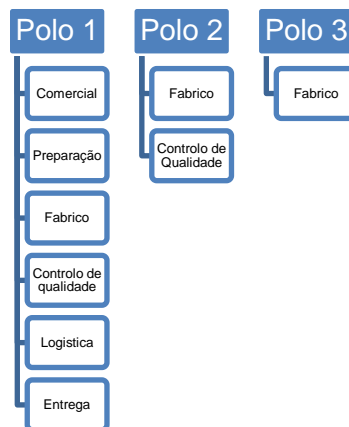 Polo 1
Comercial
Preparação
Fabrico
Controlo de
qualidade
Logistica
Entrega
Polo 2
Fabrico
Controlo de
Qualidade
Polo 3
Fabrico